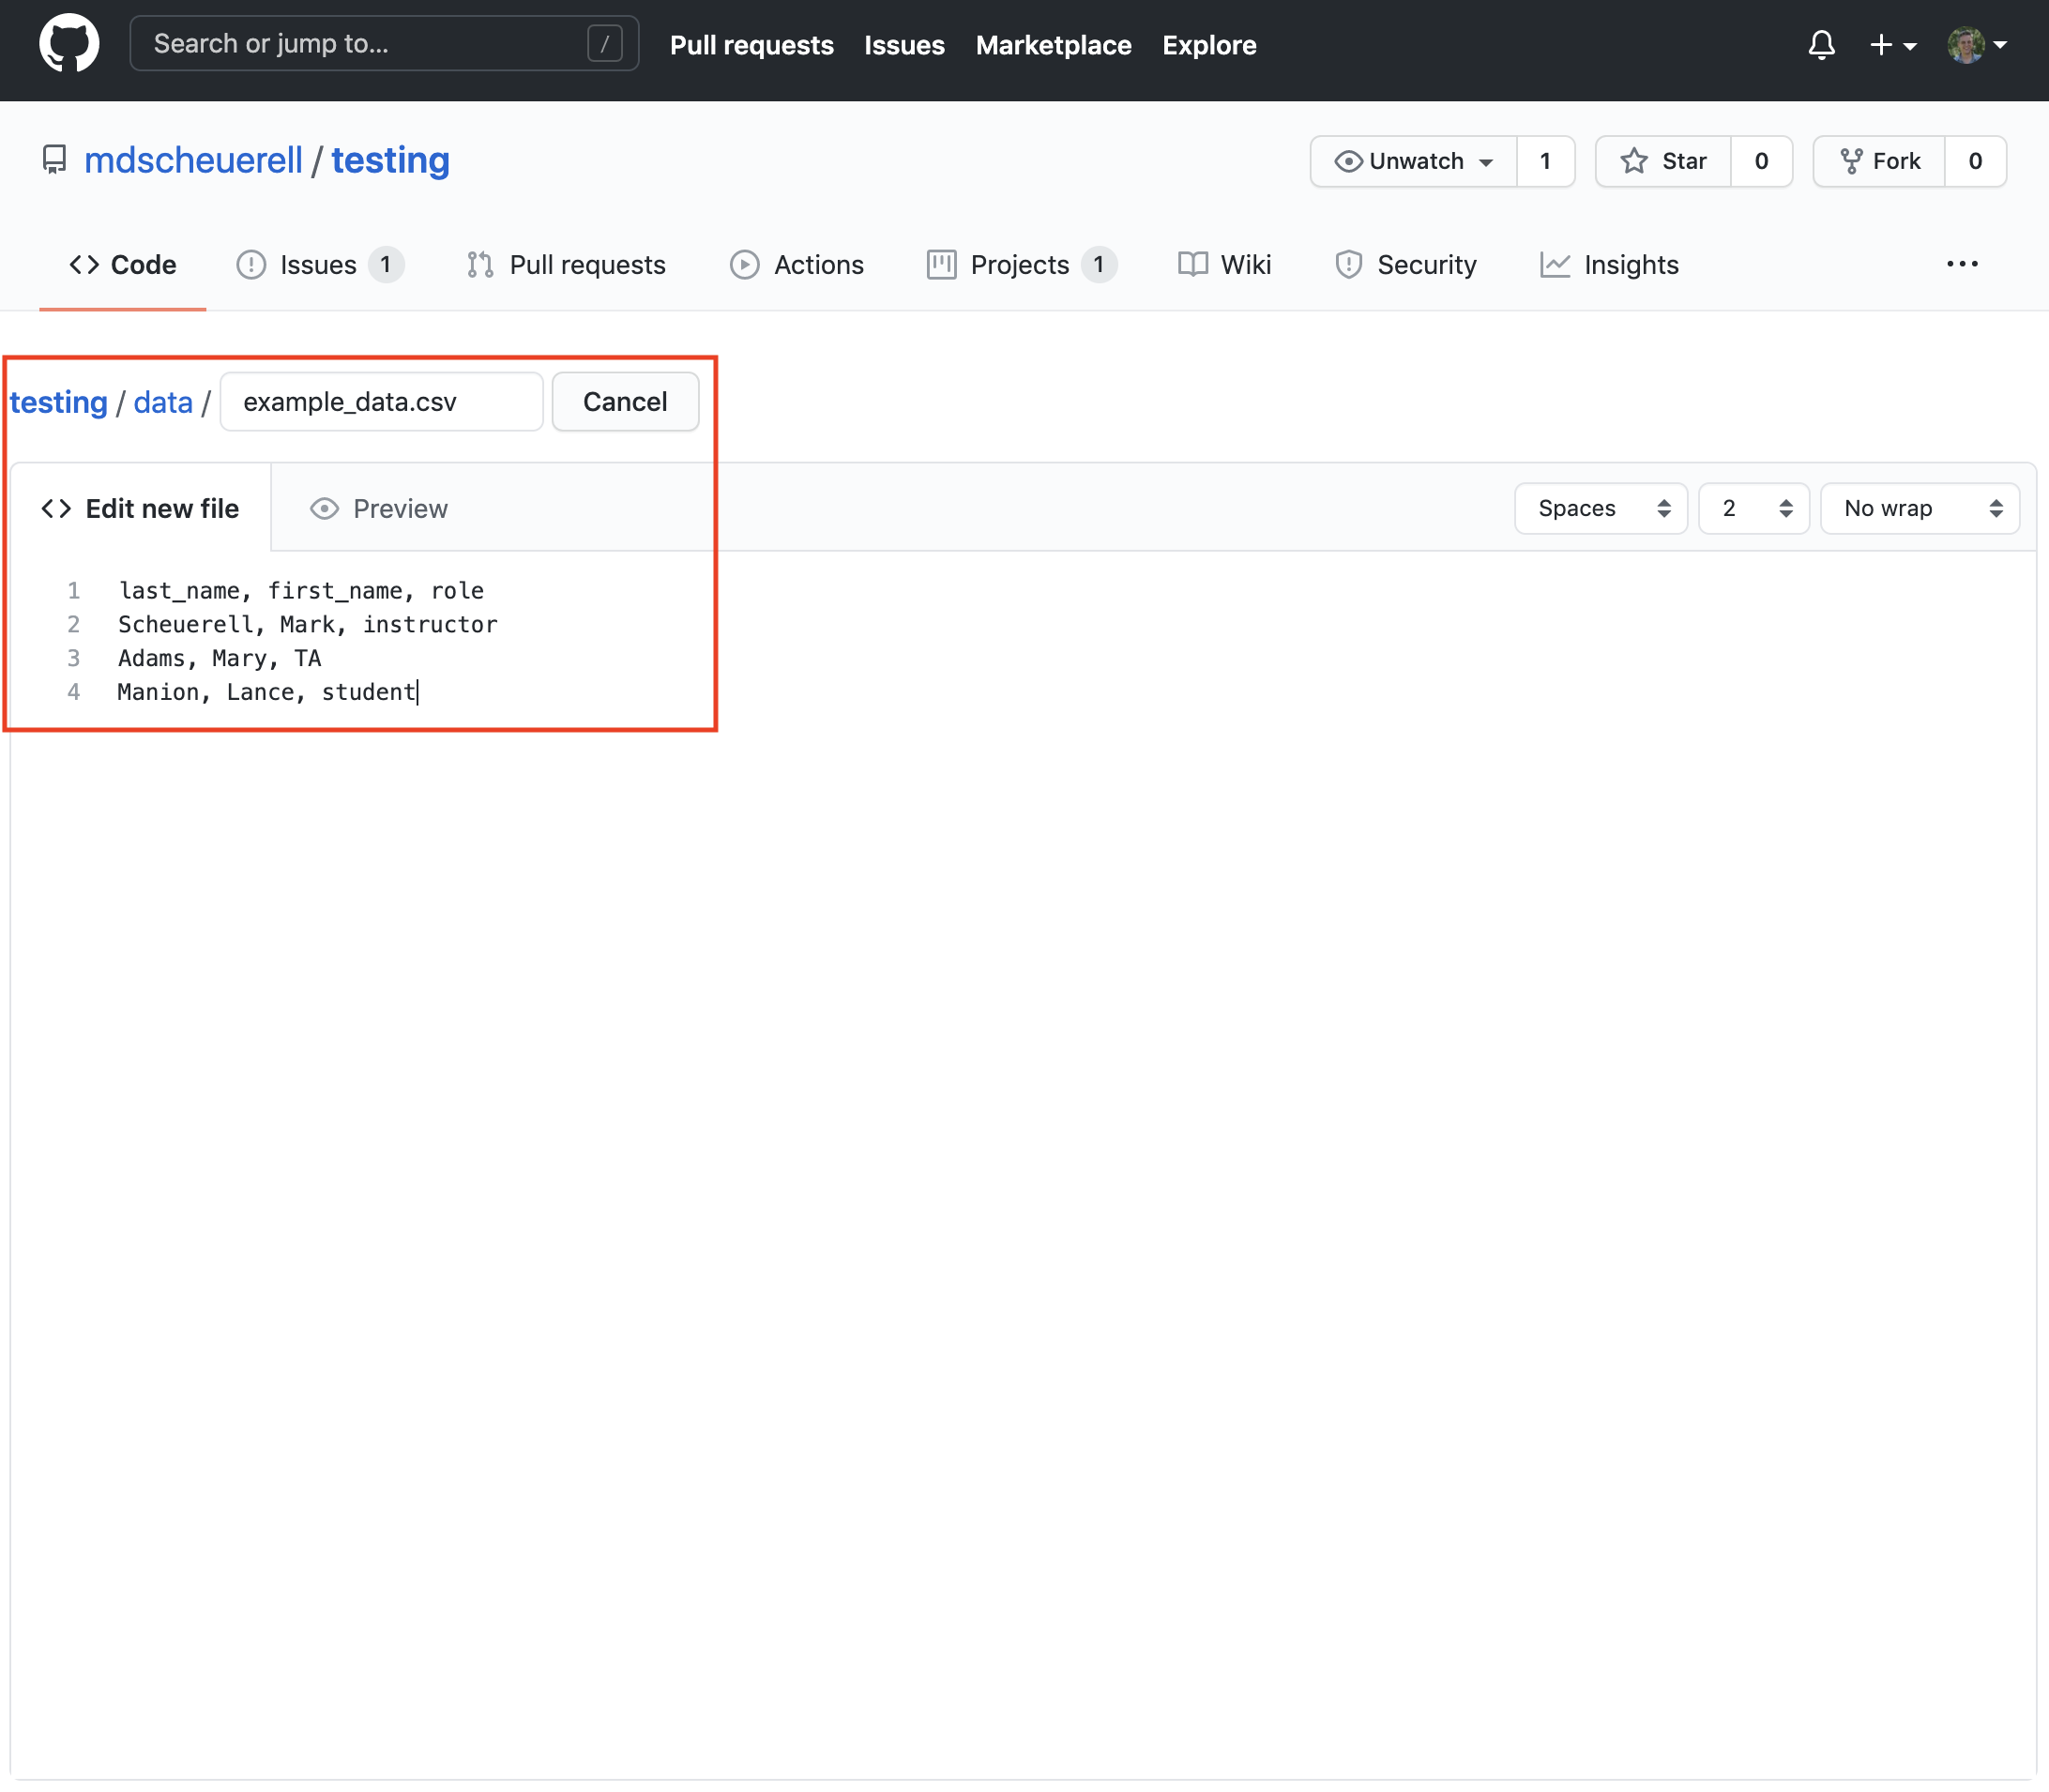 Search or jump to... / Pull requests Issues Marketplace Explore
mdscheuerell / testing Unwatch 1 Star 0 Fork 0
Code Issues 1 Pull requests Actions Projects 1 Wiki Security Insights
testing / data / example_data.csv Cancel
Edit new file Preview Spaces 2 No wrap
1 last_name, first_name, role
2 Scheuerell, Mark, instructor
3 Adams, Mary, TA
4 Manion, Lance, student